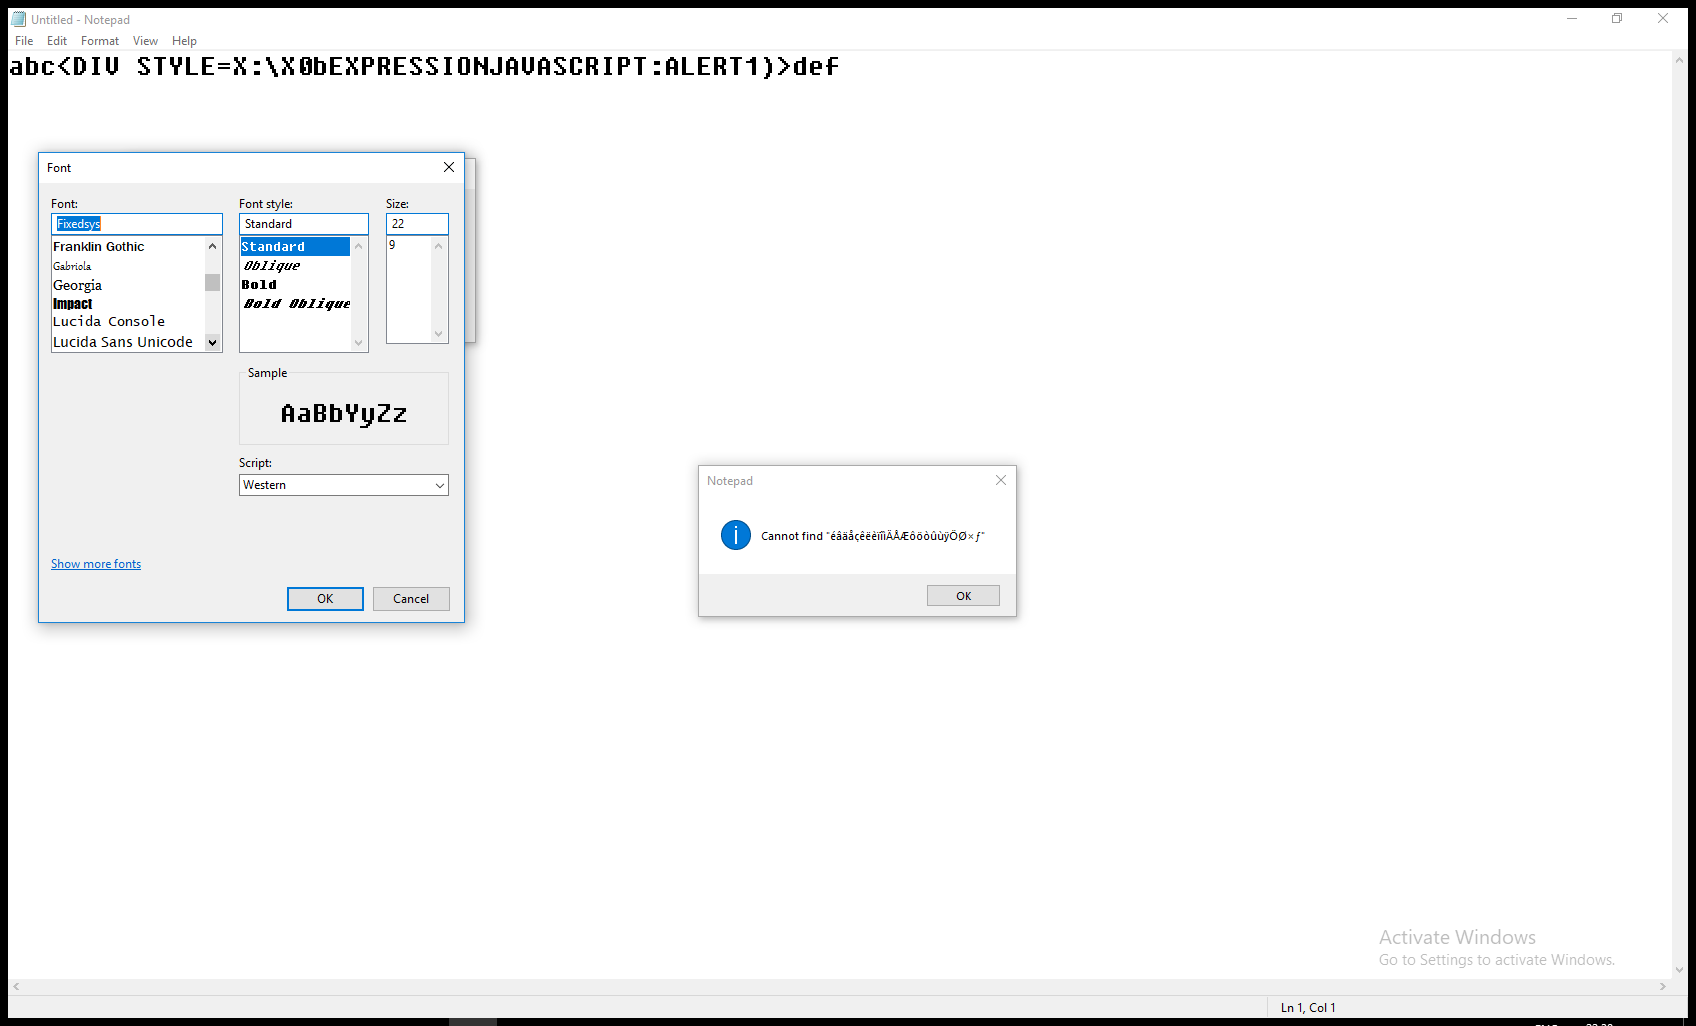 Untitled - Notepad
File Edit Format View Help
abc<DIV STYLE=X:\X0bEXPRESSIONJAVASCRIPT:ALERT1)>def
Font
Font: Font style: Size:
Fixedsys Standard 22
Franklin Gothic Standard 9
Gabriola Oblique
Georgia Bold
Impact Bold Oblique
Lucida Console
Lucida Sans Unicode
Sample
AaBbYyZz
Script:
Western
Show more fonts
OK Cancel
Notepad
Cannot find "éâäåçêëèïîìÄÅÆôöòûùÿÖØ×ƒ"
OK
Activate Windows
Go to Settings to activate Windows.
Ln 1, Col 1